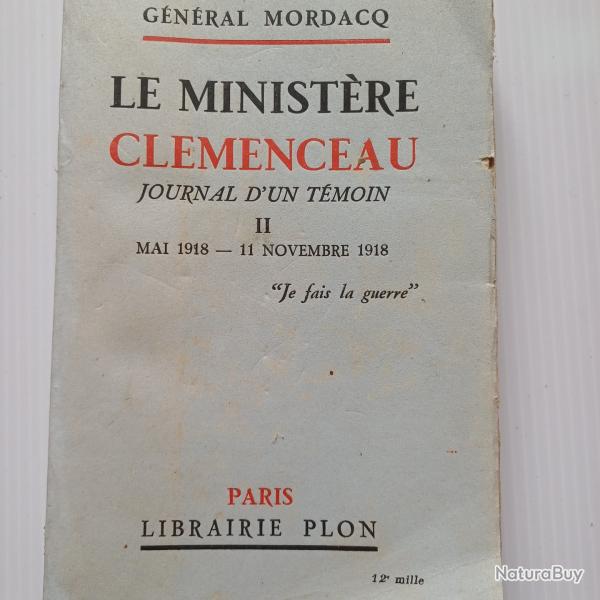 GÉNÉRAL MORDACQ
LE MINISTÈRE
CLEMENCEAU
JOURNAL D'UN TÉMOIN
II
MAI 1918 — 11 NOVEMBRE 1918
“Je fais la guerre”
PARIS
LIBRAIRIE PLON
12e mille
NaturaBuy